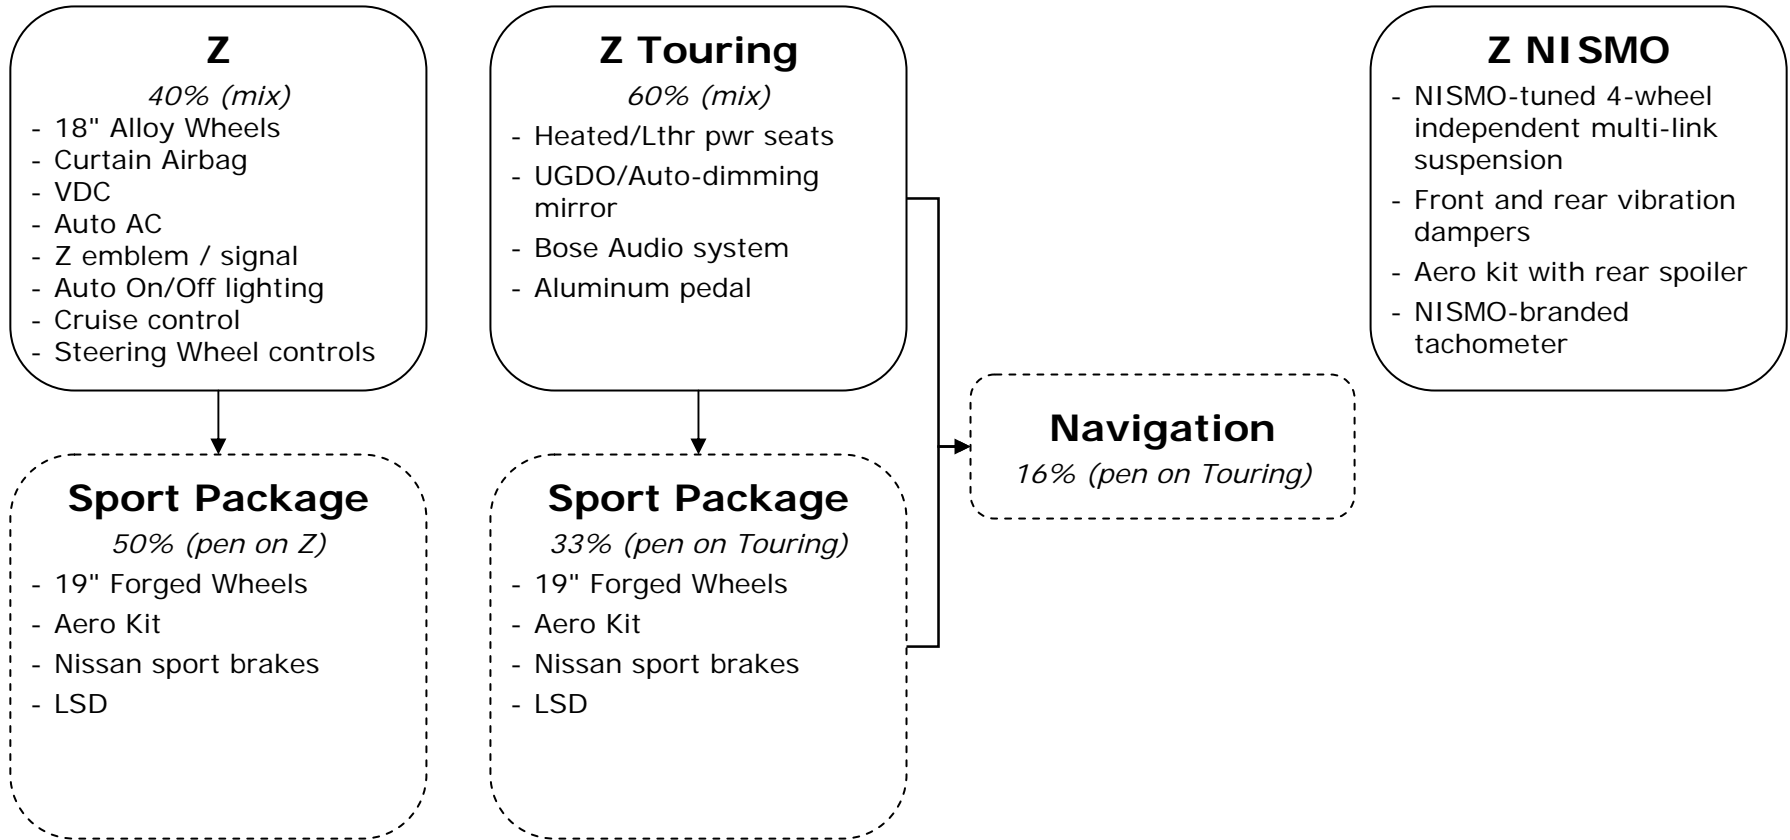 Z
40% (mix)
- 18" Alloy Wheels
- Curtain Airbag
- VDC
- Auto AC
- Z emblem / signal
- Auto On/Off lighting
- Cruise control
- Steering Wheel controls
Sport Package
50% (pen on Z)
- 19" Forged Wheels
- Aero Kit
- Nissan sport brakes
- LSD
Z Touring
60% (mix)
- Heated/Lthr pwr seats
- UGDO/Auto-dimming
mirror
- Bose Audio system
- Aluminum pedal
Sport Package
33% (pen on Touring)
- 19" Forged Wheels
- Aero Kit
- Nissan sport brakes
- LSD
Navigation
16% (pen on Touring)
Z NISMO
- NISMO-tuned 4-wheel
independent multi-link
suspension
- Front and rear vibration
dampers
- Aero kit with rear spoiler
- NISMO-branded
tachometer